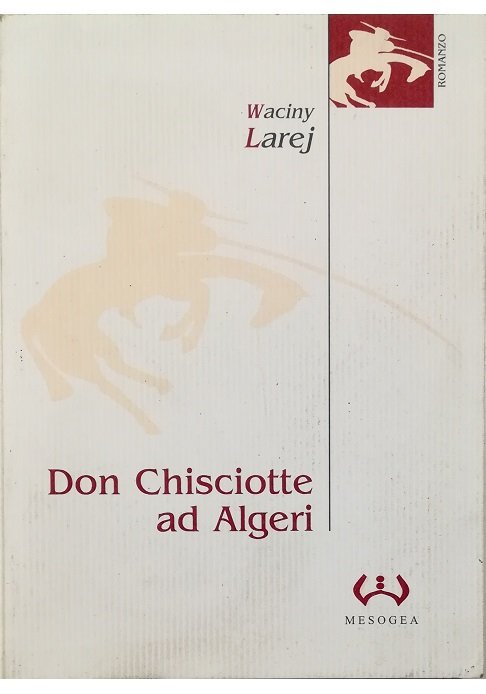 ROMANZO
Waciny
Larej
Don Chisciotte
ad Algeri
MESOGEA